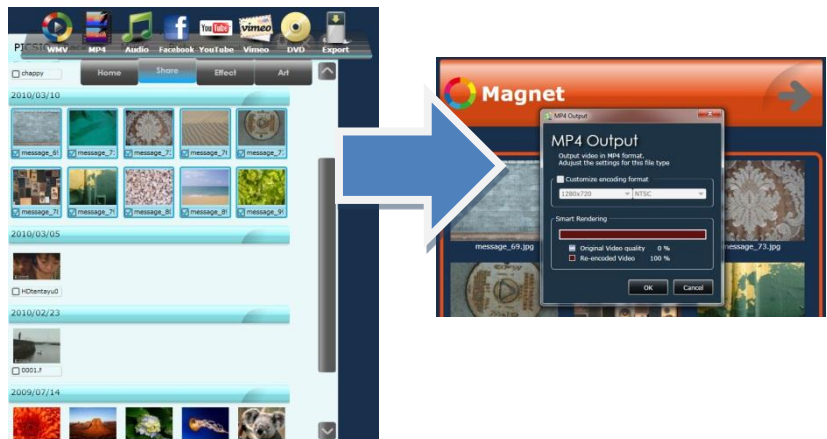 WMV MP4 Audio Facebook YouTube Vimeo DVD Export
chappy
Home Share Effect Art
2010/03/10
message_69 message_7 message_7 message_7 message_7
message_7 message_7 message_8 message_8 message_9
2010/03/05
HDtentayu0
2010/02/23
0001.f
2009/07/14
Magnet
MP4 Output
MP4 Output
Output video in MP4 format.
Adujust the settings for this file type
Customize encoding format
1280x720 NTSC
Smart Rendering
Original Video quality 0 %
Re-encoded Video 100 %
OK Cancel
message_69.jpg
message_73.jpg